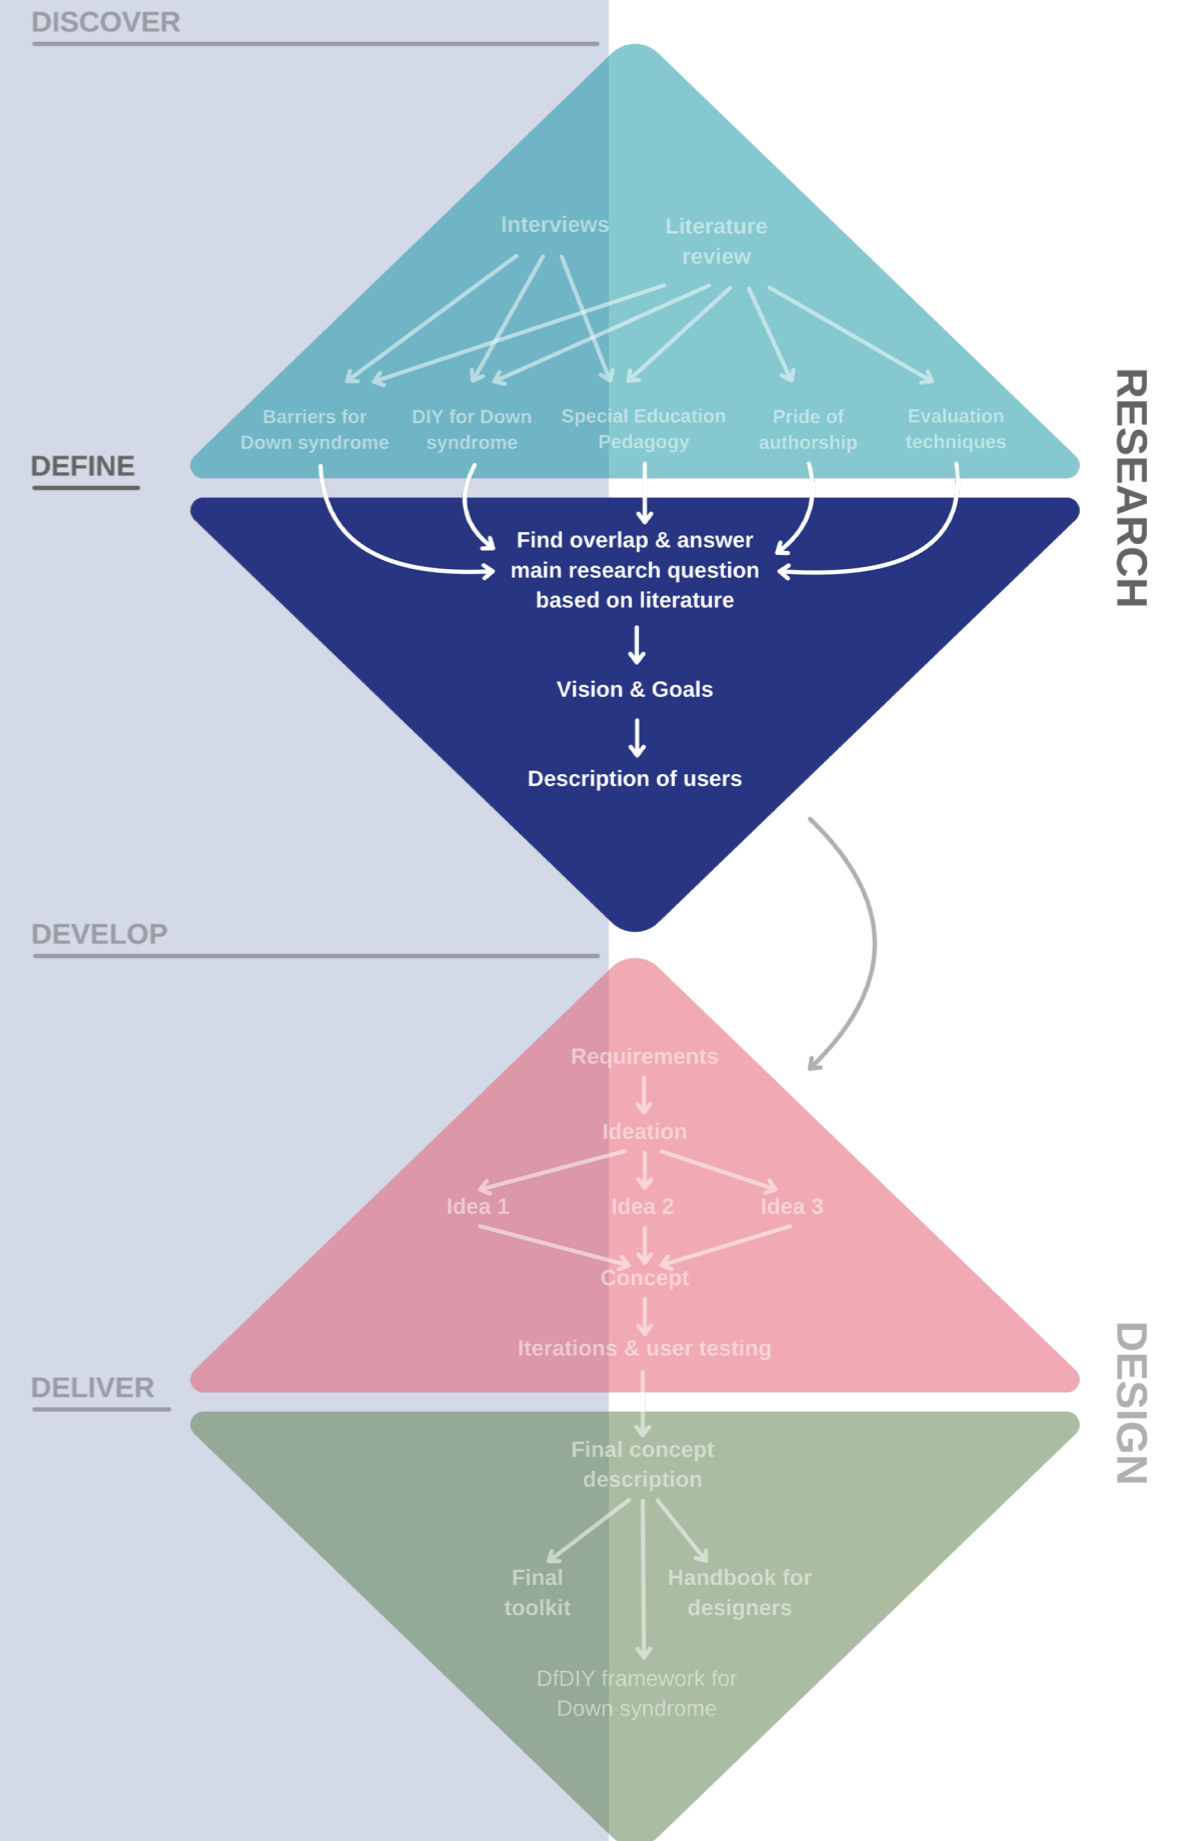 DISCOVER
Interviews
Literature
review
Barriers for
Down syndrome
DIY for Down
syndrome
Special Education
Pedagogy
Pride of
authorship
Evaluation
techniques
RESEARCH
DEFINE
Find overlap & answer
main research question
based on literature
Vision & Goals
Description of users
DEVELOP
Requirements
Ideation
Idea 1
Idea 2
Idea 3
Concept
Iterations & user testing
DESIGN
DELIVER
Final concept
description
Final
toolkit
Handbook for
designers
DfDIY framework for
Down syndrome